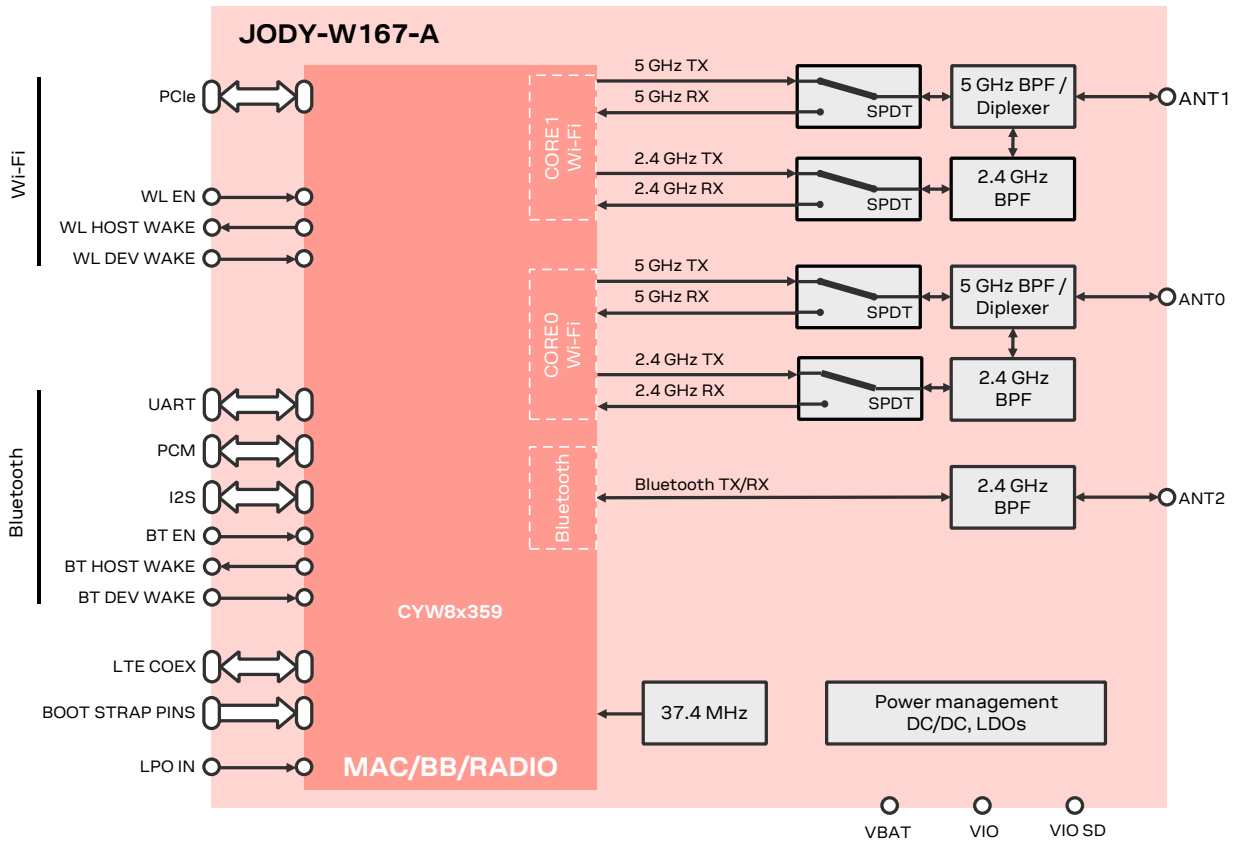 JODY-W167-A
Wi-Fi
PCIe
WL EN
WL HOST WAKE
WL DEV WAKE
Bluetooth
UART
PCM
I2S
BT EN
BT HOST WAKE
BT DEV WAKE
LTE COEX
BOOT STRAP PINS
LPO IN
CORE1
Wi-Fi
CORE0
Wi-Fi
Bluetooth
CYW8x359
MAC/BB/RADIO
5 GHz TX
5 GHz RX
SPDT
5 GHz BPF /
Diplexer
ANT1
2.4 GHz TX
2.4 GHz RX
SPDT
2.4 GHz
BPF
5 GHz TX
5 GHz RX
SPDT
5 GHz BPF /
Diplexer
ANT0
2.4 GHz TX
2.4 GHz RX
SPDT
2.4 GHz
BPF
Bluetooth TX/RX
2.4 GHz
BPF
ANT2
37.4 MHz
Power management
DC/DC, LDOs
VBAT
VIO
VIO SD